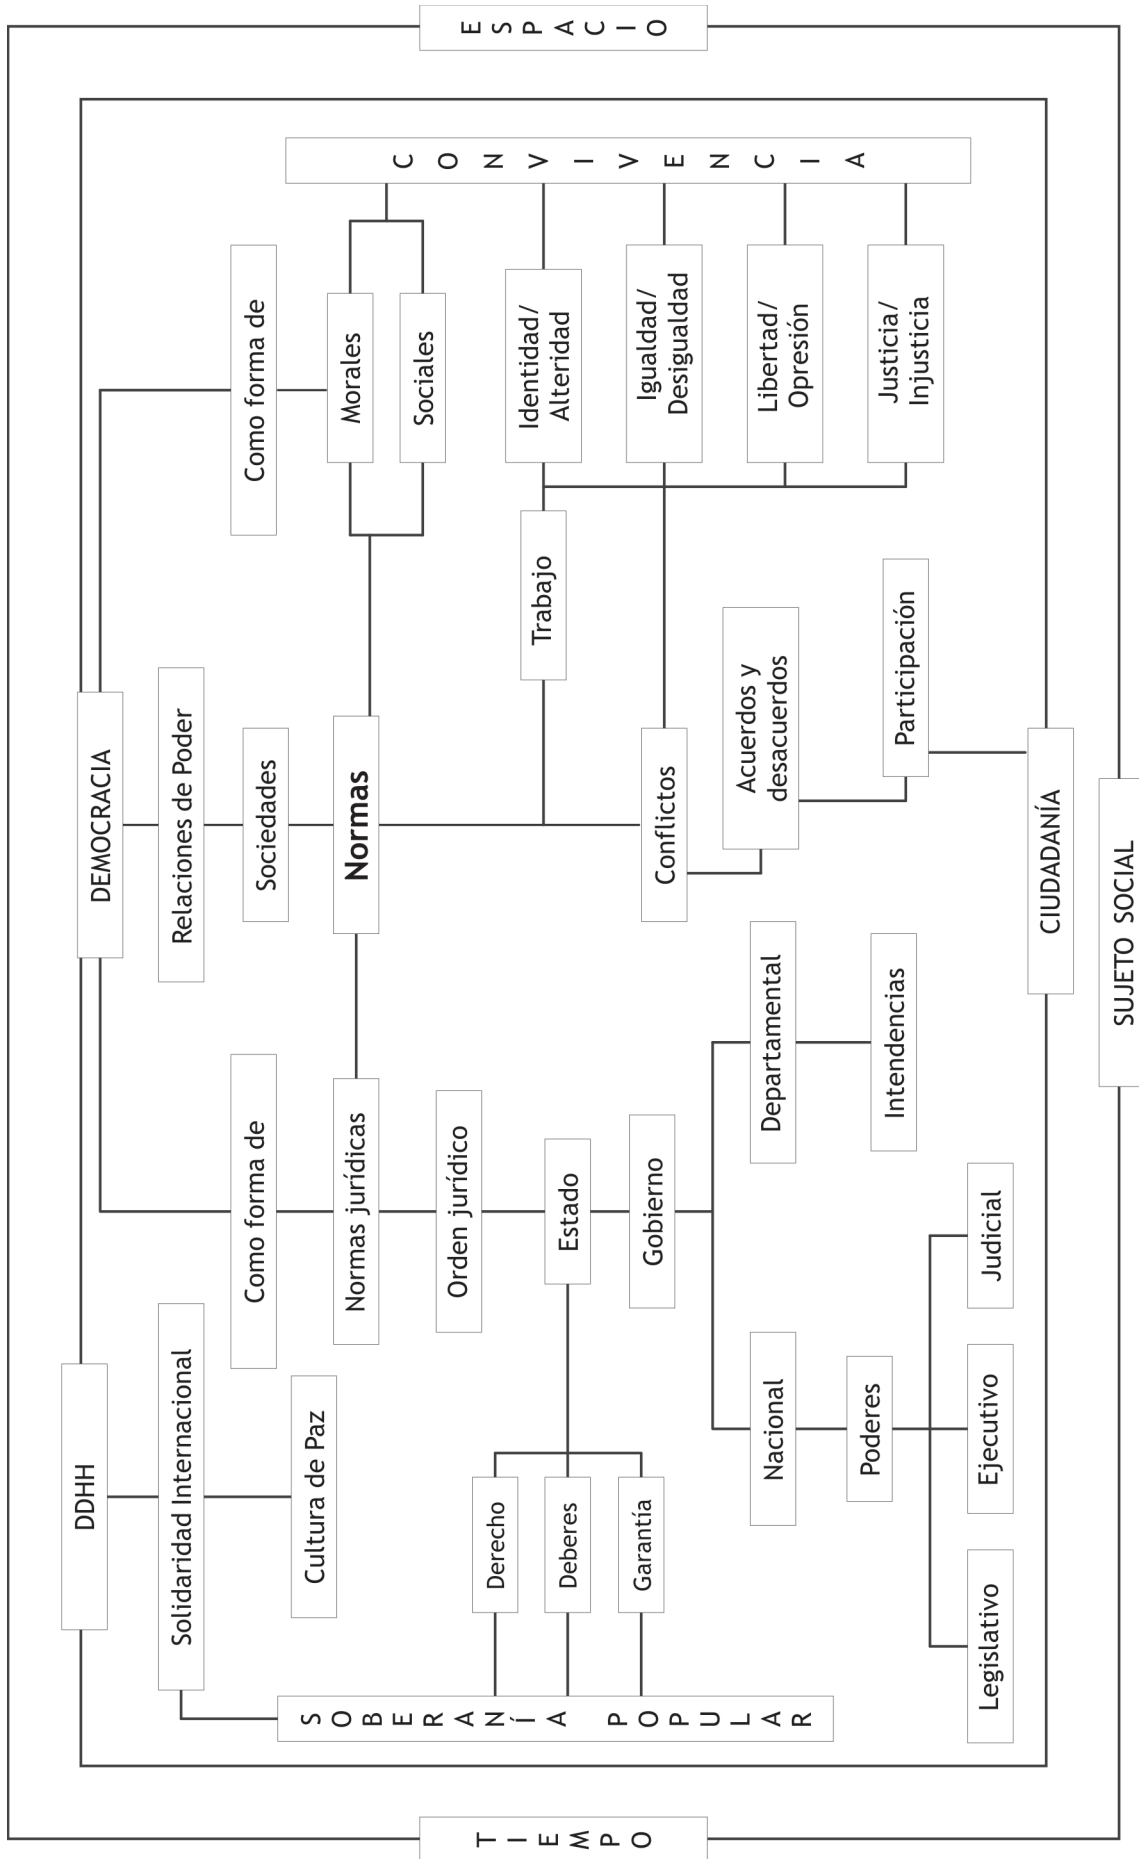 DDHH
DEMOCRACIA
Solidaridad Internacional
Relaciones de Poder
Como forma de
Sociedades
Como forma de
Cultura de Paz
SOBERANÍA POPULAR
CONVIVENCIA
Normas jurídicas
Normas
Morales
Sociales
Orden jurídico
Derecho
Deberes
Garantía
Estado
Trabajo
Identidad/
Alteridad
Gobierno
Conflictos
Igualdad/
Desigualdad
Nacional
Departamental
Acuerdos y
desacuerdos
Libertad/
Opresión
Poderes
Intendencias
Participación
Justicia/
Injusticia
Legislativo
Ejecutivo
Judicial
CIUDADANÍA
SUJETO SOCIAL
TIEMPO
ESPACIO